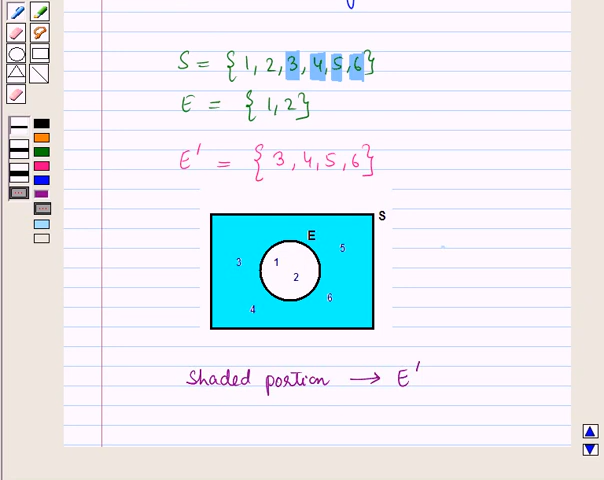 S = {1, 2, 3, 4, 5, 6}
E = {1, 2}
E' = {3, 4, 5, 6}
S
E
5
3
1
2
6
4
Shaded portion → E'